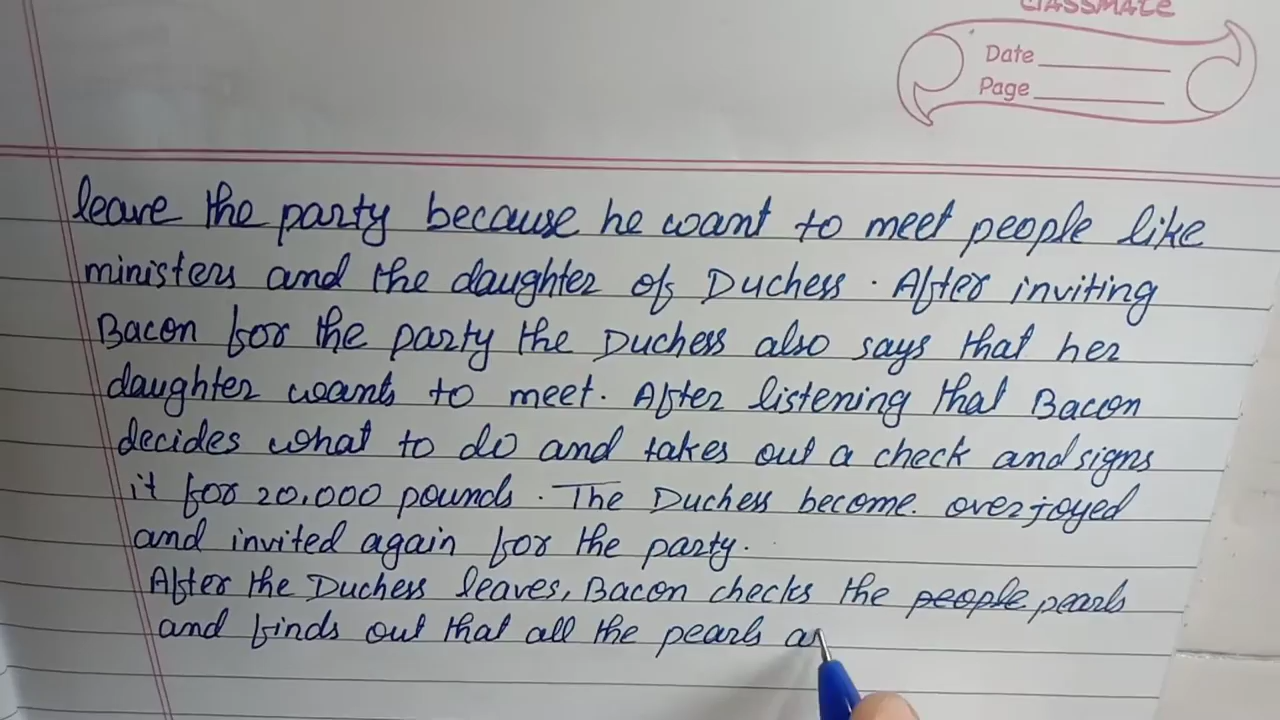 classmate
Date
Page
leave the party because he want to meet people like
ministers and the daughter of Duchess. After inviting
Bacon for the party the Duchess also says that her
daughter wants to meet. After listening that Bacon
decides what to do and takes out a check and signs
it for 20,000 pounds. The Duchess become overjoyed
and invited again for the party.
After the Duchess leaves, Bacon checks the people pearls
and finds out that all the pearls a